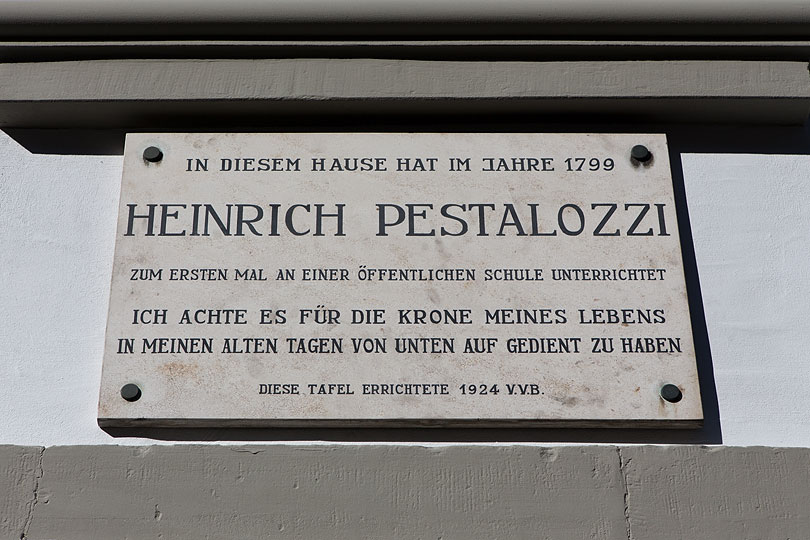 IN DIESEM HAUSE HAT IM JAHRE 1799
HEINRICH PESTALOZZI
ZUM ERSTEN MAL AN EINER ÖFFENTLICHEN SCHULE UNTERRICHTET
ICH ACHTE ES FÜR DIE KRONE MEINES LEBENS
IN MEINEN ALTEN TAGEN VON UNTEN AUF GEDIENT ZU HABEN
DIESE TAFEL ERRICHTETE 1924 V.V.B.